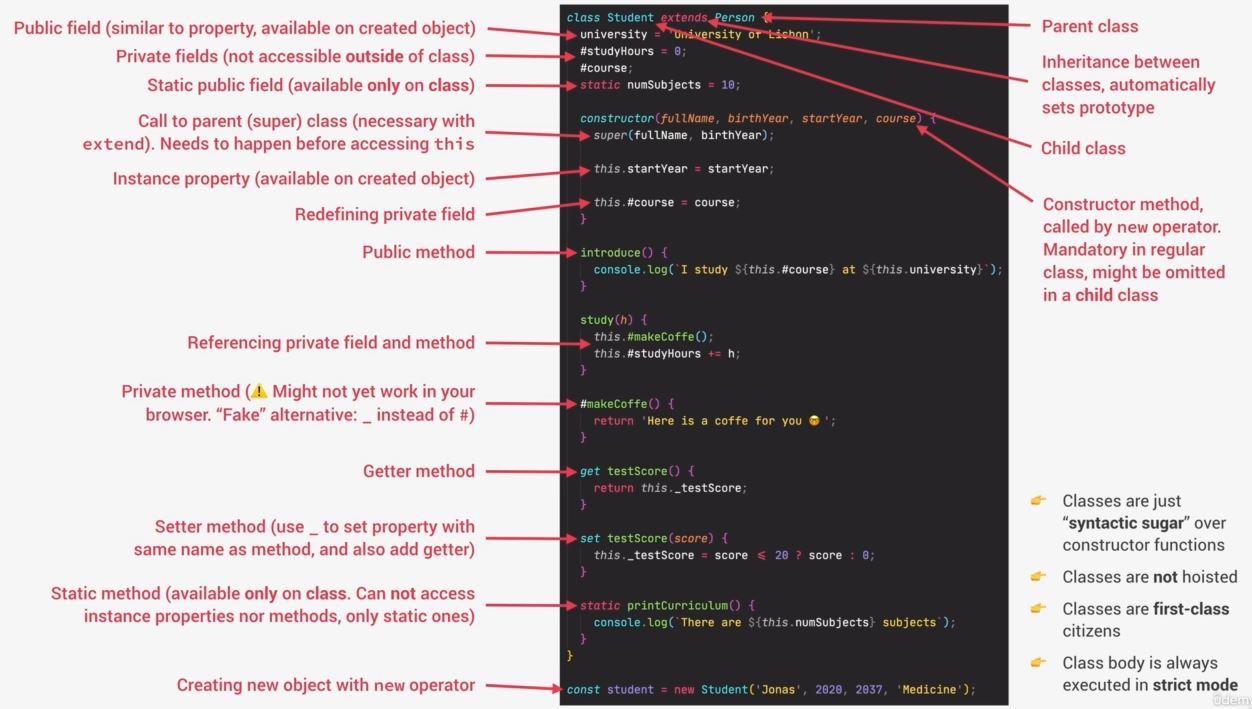 Public field (similar to property, available on created object)
Private fields (not accessible outside of class)
Static public field (available only on class)
Call to parent (super) class (necessary with
extend). Needs to happen before accessing this
Instance property (available on created object)
Redefining private field
Public method
Referencing private field and method
Private method (⚠️ Might not yet work in your
browser. “Fake” alternative: _ instead of #)
Getter method
Setter method (use _ to set property with
same name as method, and also add getter)
Static method (available only on class. Can not access
instance properties nor methods, only static ones)
Creating new object with new operator
class Student extends Person {
university = 'University of Lisbon';
#studyHours = 0;
#course;
static numSubjects = 10;
constructor(fullName, birthYear, startYear, course) {
super(fullName, birthYear);
this.startYear = startYear;
this.#course = course;
}
introduce() {
console.log(`I study ${this.#course} at ${this.university}`);
}
study(h) {
this.#makeCoffe();
this.#studyHours += h;
}
#makeCoffe() {
return 'Here is a coffe for you 🤓';
}
get testScore() {
return this._testScore;
}
set testScore(score) {
this._testScore = score ≤ 20 ? score : 0;
}
static printCurriculum() {
console.log(`There are ${this.numSubjects} subjects`);
}
}
const student = new Student('Jonas', 2020, 2037, 'Medicine');
Parent class
Inheritance between
classes, automatically
sets prototype
Child class
Constructor method,
called by new operator.
Mandatory in regular
class, might be omitted
in a child class
👉 Classes are just
“syntactic sugar” over
constructor functions
👉 Classes are not hoisted
👉 Classes are first-class
citizens
👉 Class body is always
executed in strict mode
ûdemy